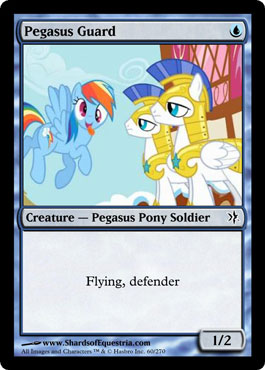 Pegasus Guard
Creature — Pegasus Pony Soldier
Flying, defender
www.ShardsofEquestria.com
All Images and Characters ™ & © Hasbro Inc. 60/270
1/2